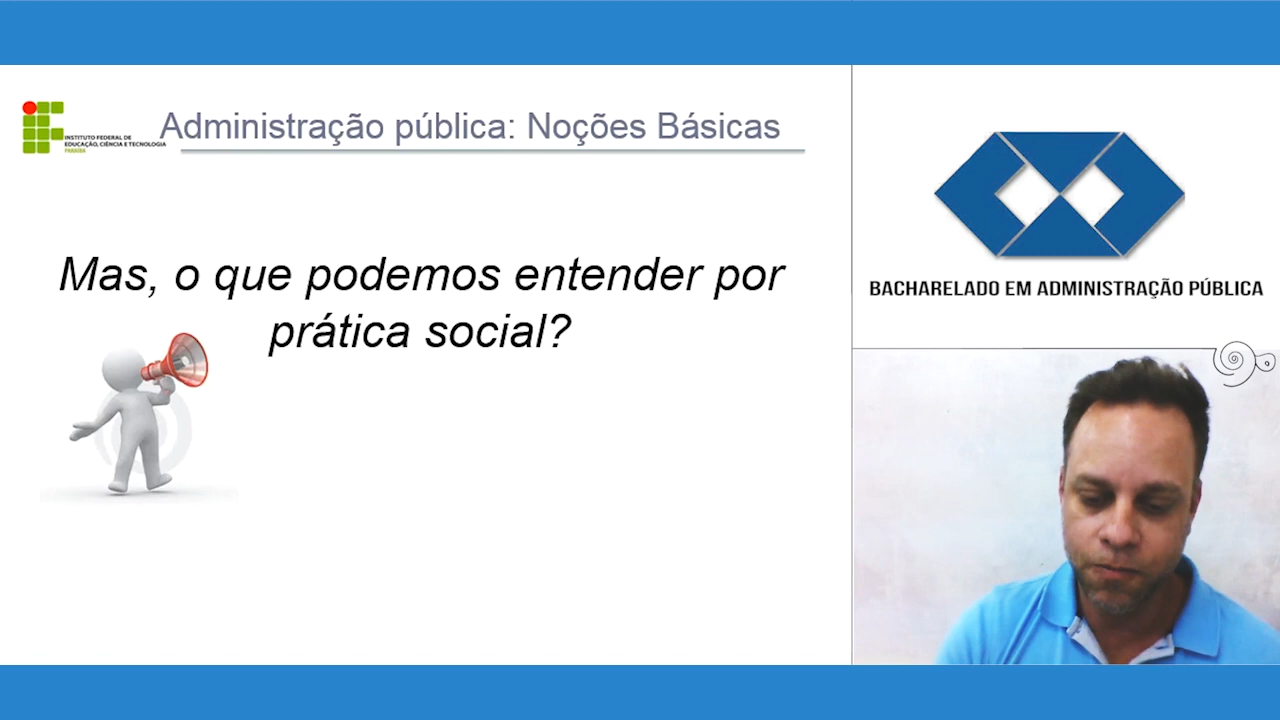 Administração pública: Noções Básicas
INSTITUTO FEDERAL DE
EDUCAÇÃO, CIÊNCIA E TECNOLOGIA
PARAÍBA
Mas, o que podemos entender por
prática social?
BACHARELADO EM ADMINISTRAÇÃO PÚBLICA